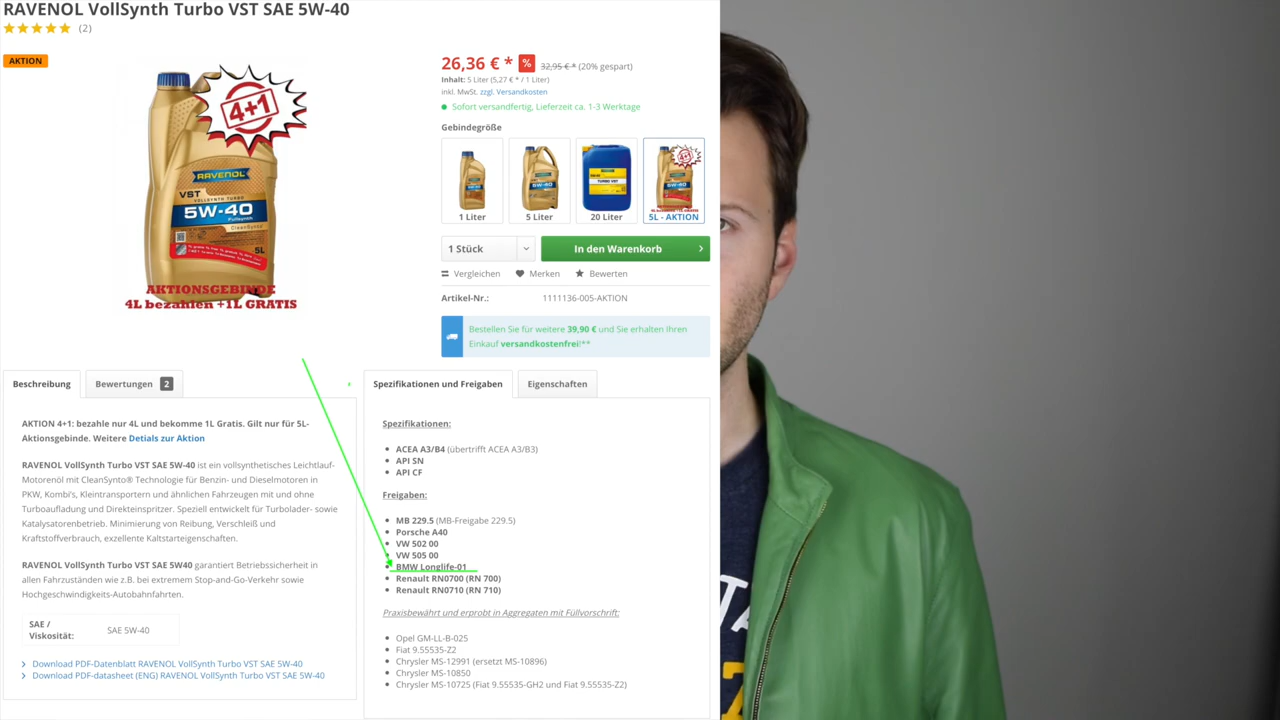 RAVENOL VollSynth Turbo VST SAE 5W-40
(2)
AKTION
4+1
RAVENOL
VST
VOLLSYNTH TURBO
5W-40
Fullsynth
CleanSynto
5L
AKTIONSGEBINDE
4L bezahlen +1L GRATIS
26,36 € * % 32,95 € * (20% gespart)
Inhalt: 5 Liter (5,27 € * / 1 Liter)
inkl. MwSt. zzgl. Versandkosten
Sofort versandfertig, Lieferzeit ca. 1-3 Werktage
Gebindegröße
1 Liter 5 Liter 20 Liter 5L - AKTION
1 Stück In den Warenkorb
Vergleichen Merken Bewerten
Artikel-Nr.: 1111136-005-AKTION
Bestellen Sie für weitere 39,90 € und Sie erhalten Ihren
Einkauf versandkostenfrei!**
Beschreibung Bewertungen 2
AKTION 4+1: bezahle nur 4L und bekomme 1L Gratis. Gilt nur für 5L-
Aktionsgebinde. Weitere Detials zur Aktion
RAVENOL VollSynth Turbo VST SAE 5W-40 ist ein vollsynthetisches Leichtlauf-
Motorenöl mit CleanSynto® Technologie für Benzin- und Dieselmotoren in
PKW, Kombi's, Kleintransportern und ähnlichen Fahrzeugen mit und ohne
Turboaufladung und Direkteinspritzung. Speziell entwickelt für Turbolader- sowie
Katalysatorenbetrieb. Minimierung von Reibung, Verschleiß und
Kraftstoffverbrauch, exzellente Kaltstarteigenschaften.
RAVENOL VollSynth Turbo VST SAE 5W40 garantiert Betriebssicherheit in
allen Fahrzuständen wie z.B. bei extremem Stop-and-Go-Verkehr sowie
Hochgeschwindigkeits-Autobahnfahrten.
SAE /
Viskosität: SAE 5W-40
Download PDF-Datenblatt RAVENOL VollSynth Turbo VST SAE 5W-40
Download PDF-datasheet (ENG) RAVENOL VollSynth Turbo VST SAE 5W-40
Spezifikationen und Freigaben Eigenschaften
Spezifikationen:
ACEA A3/B4 (übertrifft ACEA A3/B3)
API SN
API CF
Freigaben:
MB 229.5 (MB-Freigabe 229.5)
Porsche A40
VW 502 00
VW 505 00
BMW Longlife-01
Renault RN0700 (RN 700)
Renault RN0710 (RN 710)
Praxisbewährt und erprobt in Aggregaten mit Füllvorschrift:
Opel GM-LL-B-025
Fiat 9.55535-Z2
Chrysler MS-12991 (ersetzt MS-10896)
Chrysler MS-10850
Chrysler MS-10725 (Fiat 9.55535-GH2 und Fiat 9.55535-Z2)